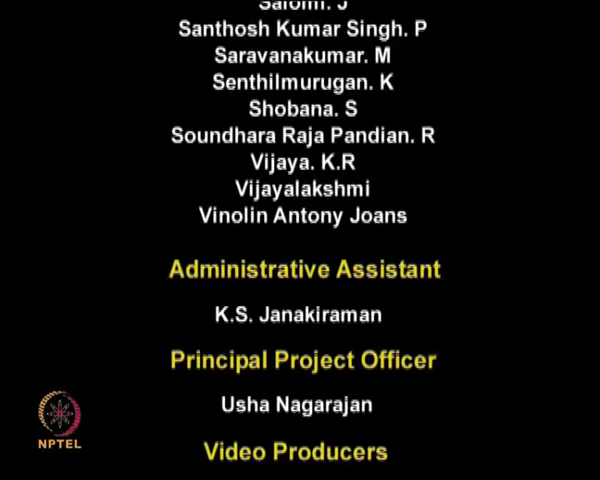 Salomi. J
Santhosh Kumar Singh. P
Saravanakumar. M
Senthilmurugan. K
Shobana. S
Soundhara Raja Pandian. R
Vijaya. K.R
Vijayalakshmi
Vinolin Antony Joans
Administrative Assistant
K.S. Janakiraman
Principal Project Officer
Usha Nagarajan
Video Producers
NPTEL